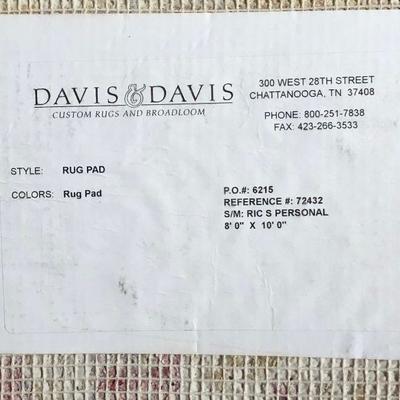 DAVIS & DAVIS
CUSTOM RUGS AND BROADLOOM
300 WEST 28TH STREET
CHATTANOOGA, TN 37408
PHONE: 800-251-7838
FAX: 423-266-3533
STYLE: RUG PAD
COLORS: Rug Pad
P.O.#: 6215
REFERENCE #: 72432
S/M: RIC S PERSONAL
8' 0" X 10' 0"